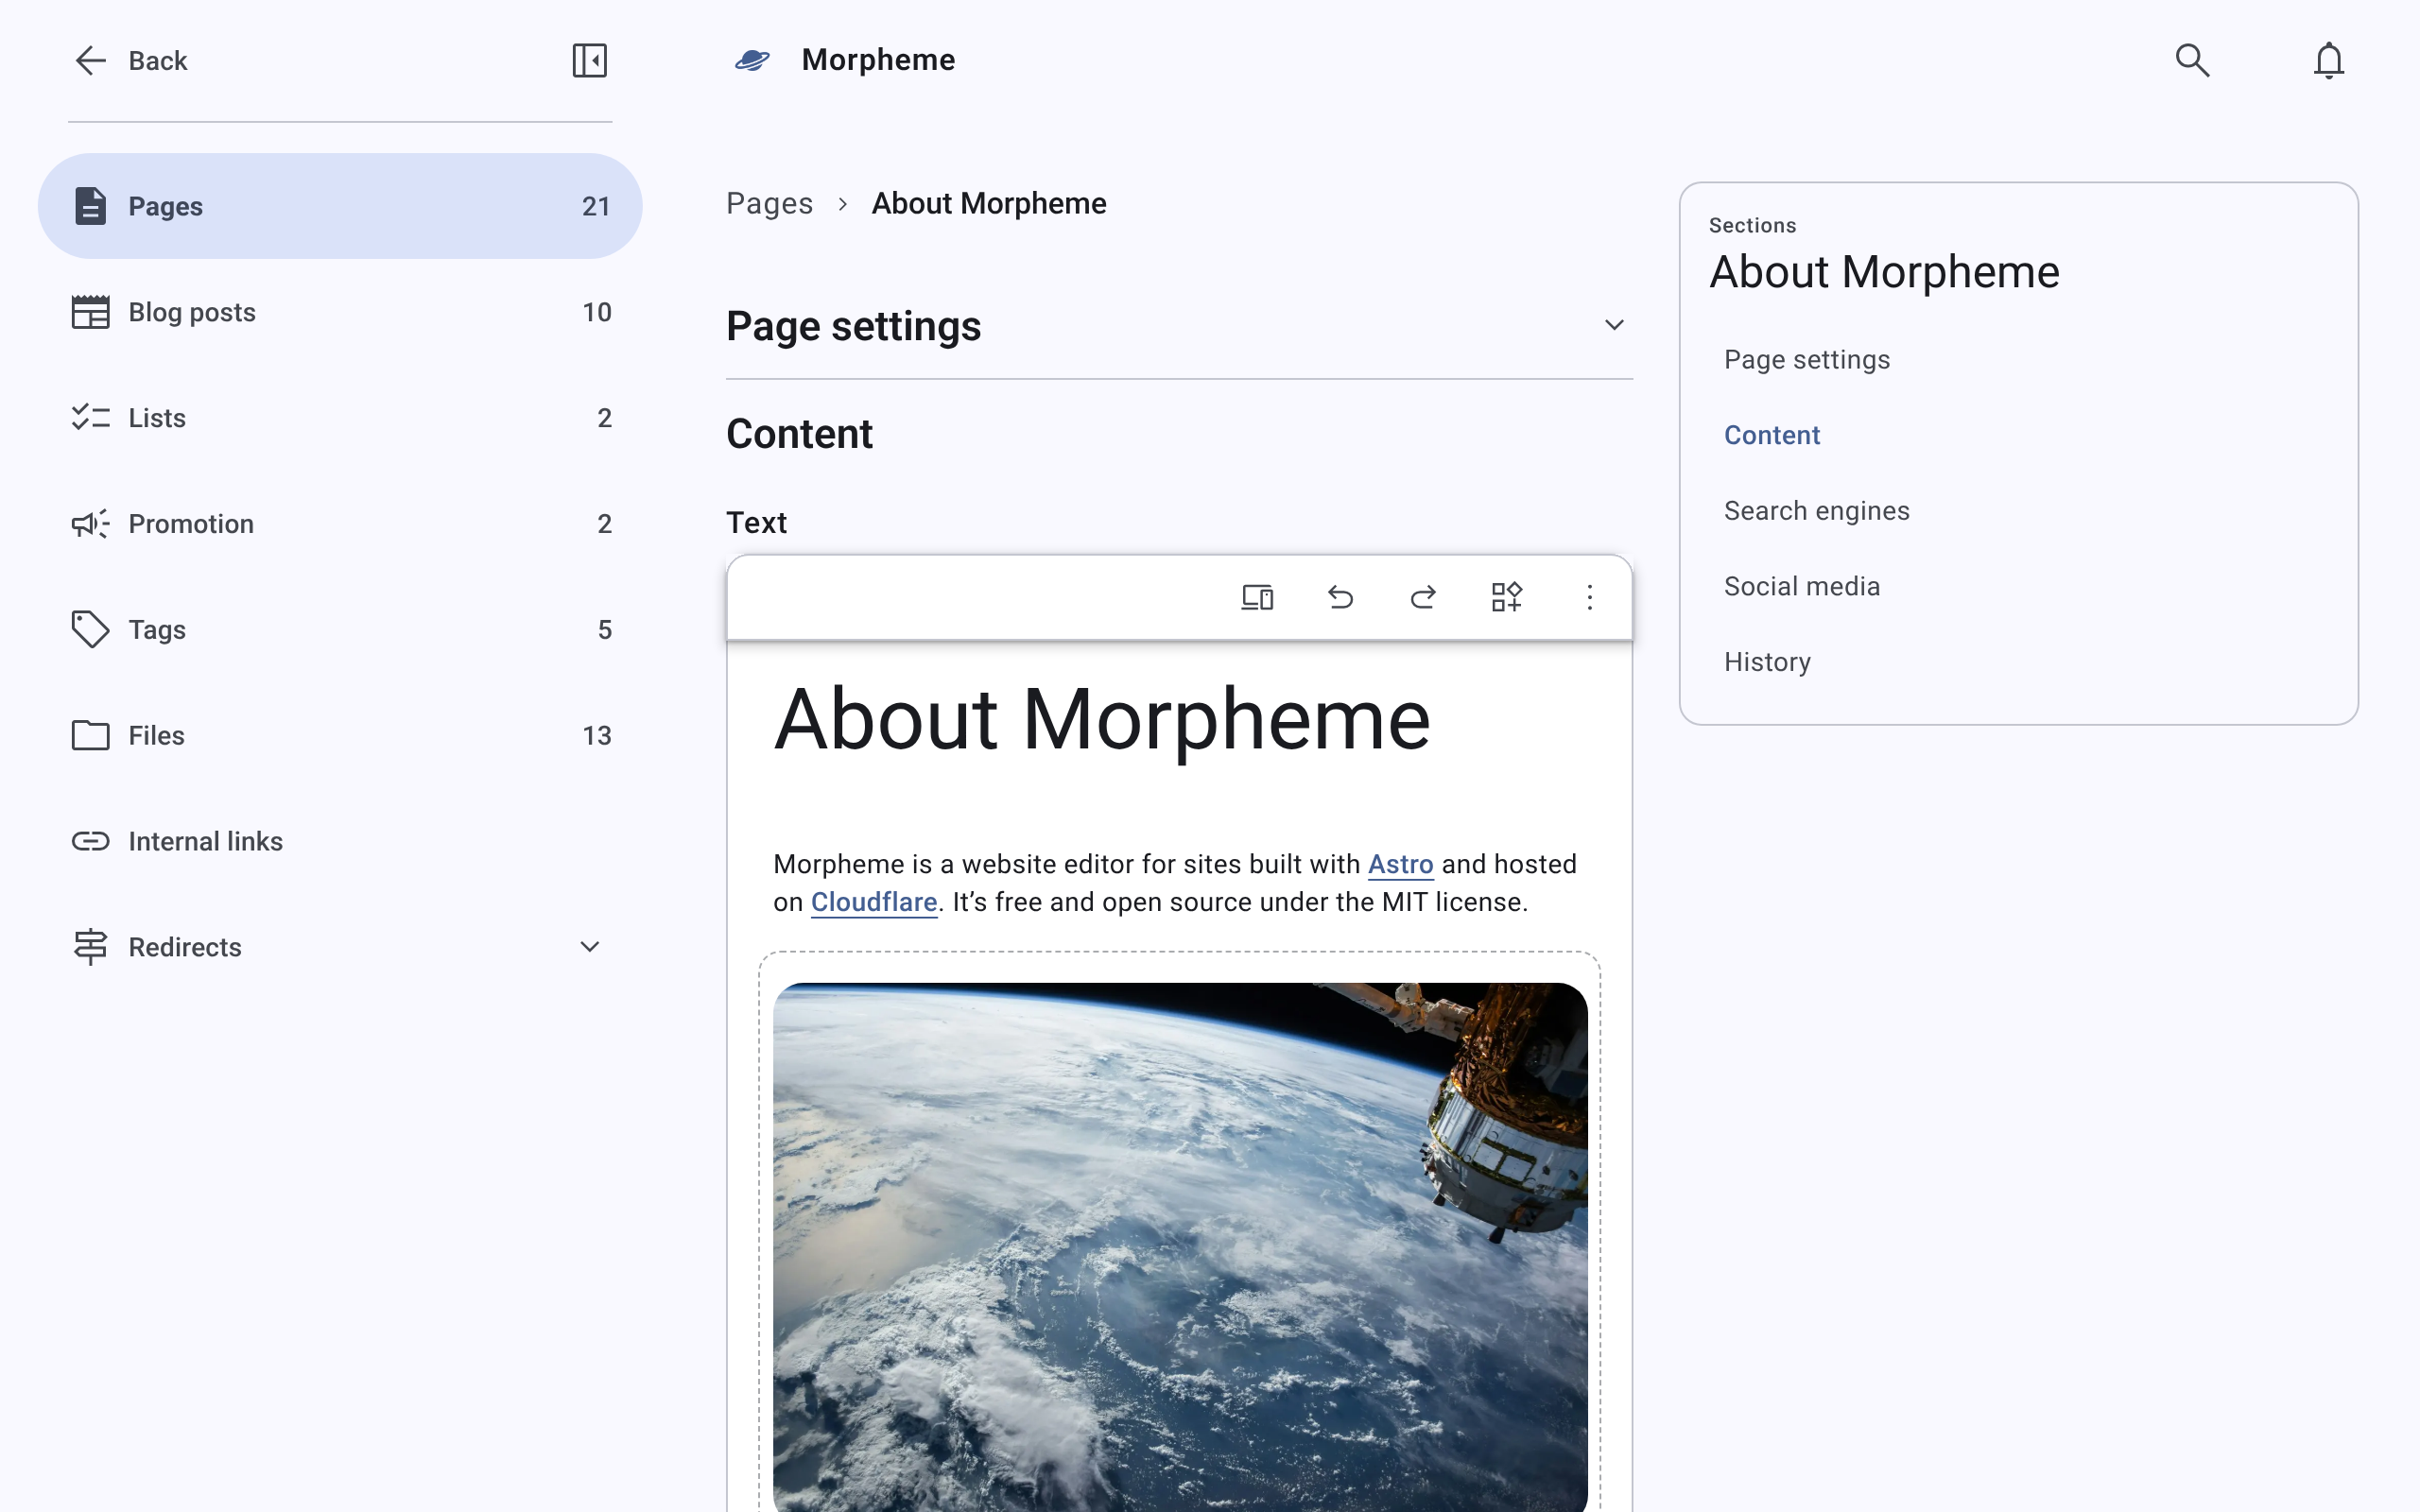 Back
Morpheme
Pages 21
Blog posts 10
Lists 2
Promotion 2
Tags 5
Files 13
Internal links
Redirects
Pages > About Morpheme
Page settings
Content
Text
About Morpheme
Morpheme is a website editor for sites built with Astro and hosted
on Cloudflare. It’s free and open source under the MIT license.
Sections
About Morpheme
Page settings
Content
Search engines
Social media
History